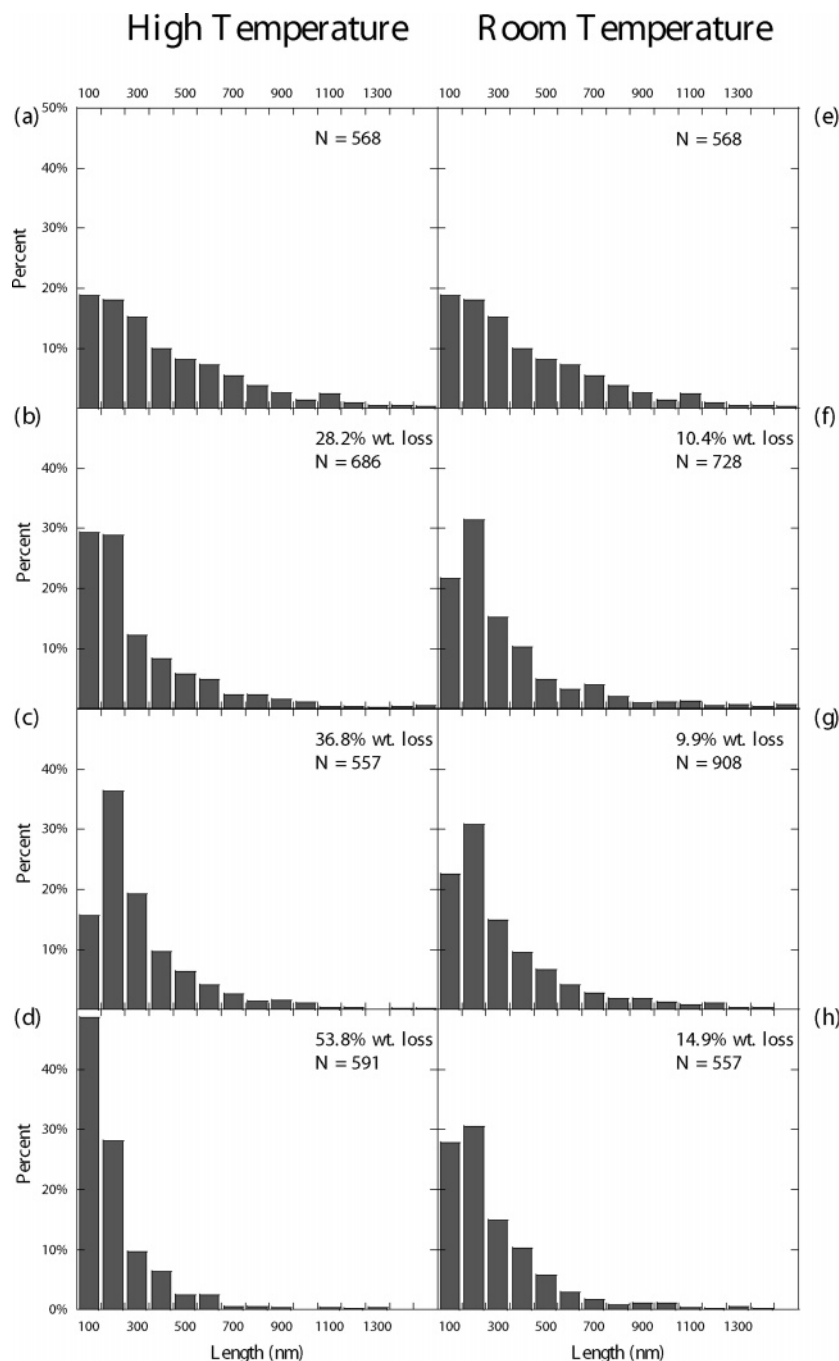 High Temperature Room Temperature
100 300 500 700 900 1100 1300 100 300 500 700 900 1100 1300
(a) 50% (e)
N = 568 N = 568
40%
30%
Percent
20%
10%
(b) (f)
28.2% wt. loss 10.4% wt. loss
N = 686 N = 728
40%
30%
Percent
20%
10%
(c) (g)
36.8% wt. loss 9.9% wt. loss
N = 557 N = 908
40%
30%
Percent
20%
10%
(d) (h)
53.8% wt. loss 14.9% wt. loss
N = 591 N = 557
40%
30%
Percent
20%
10%
0%
100 300 500 700 900 1100 1300 100 300 500 700 900 1100 1300
Length (nm) Length (nm)